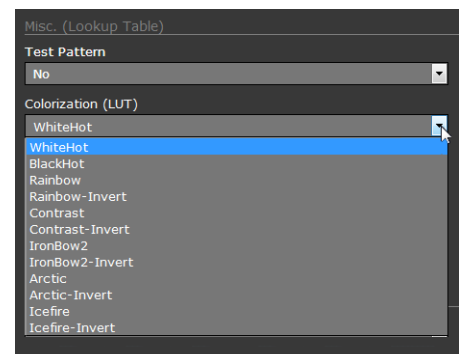 Misc. (Lookup Table)
Test Pattern
No
Colorization (LUT)
WhiteHot
WhiteHot
BlackHot
Rainbow
Rainbow-Invert
Contrast
Contrast-Invert
IronBow2
IronBow2-Invert
Arctic
Arctic-Invert
Icefire
Icefire-Invert